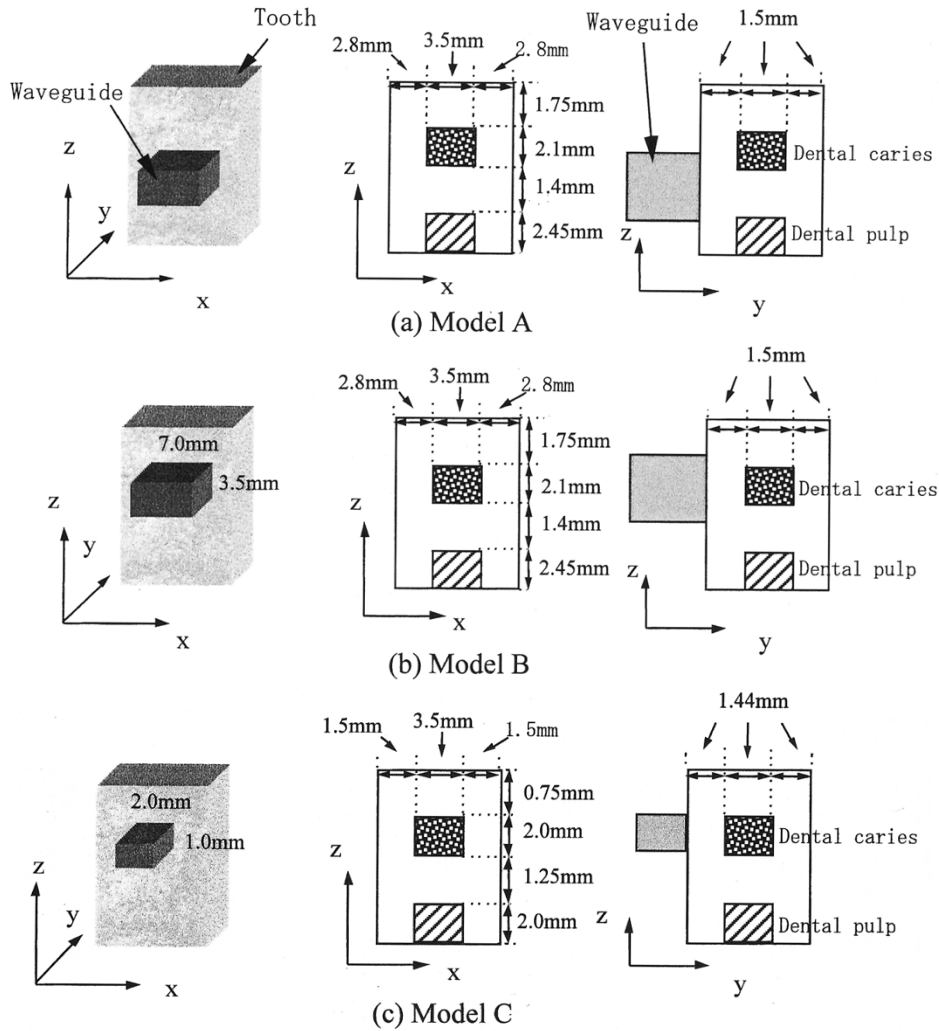 Tooth
Waveguide
z
y
x
2.8mm
3.5mm
2.8mm
1.75mm
2.1mm
1.4mm
2.45mm
z
x
Waveguide
1.5mm
Dental caries
Dental pulp
z
y
(a) Model A
7.0mm
3.5mm
z
y
x
2.8mm
3.5mm
2.8mm
1.75mm
2.1mm
1.4mm
2.45mm
z
x
1.5mm
Dental caries
Dental pulp
z
y
(b) Model B
2.0mm
1.0mm
z
y
x
1.5mm
3.5mm
1.5mm
0.75mm
2.0mm
1.25mm
2.0mm
z
x
1.44mm
Dental caries
Dental pulp
z
y
(c) Model C